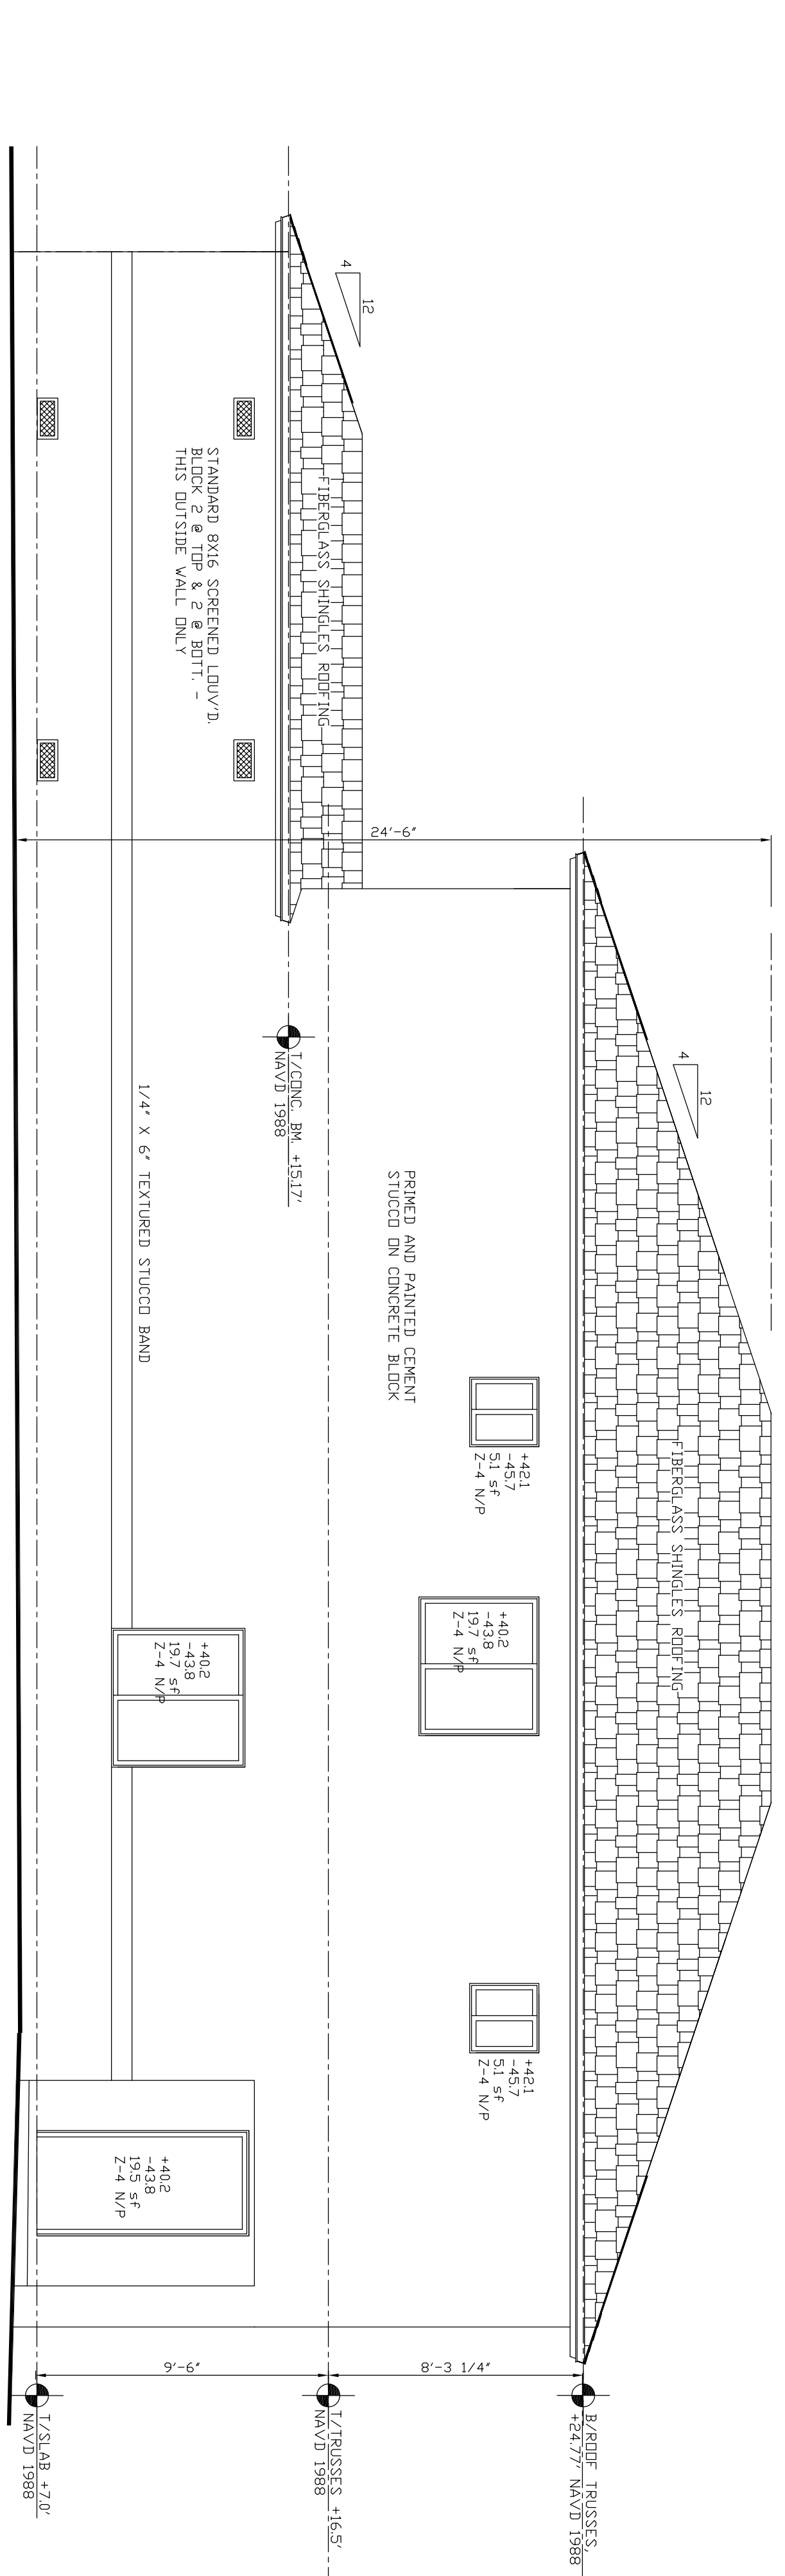 4
12
FIBERGLASS SHINGLES ROOFING
STANDARD 8X16 SCREENED LOUV'D.
BLOCK 2 @ TOP & 2 @ BOTT. -
THIS OUTSIDE WALL ONLY
24'-6"
T/CONC. BM. +15.17'
NAVD 1988
4
12
FIBERGLASS SHINGLES ROOFING
PRIMED AND PAINTED CEMENT
STUCCO ON CONCRETE BLOCK
1/4" X 6" TEXTURED STUCCO BAND
+42.1
-45.7
5.1 sf
Z-4 N/P
+40.2
-43.8
19.7 sf
Z-4 N/P
+40.2
-43.8
19.7 sf
Z-4 N/P
+42.1
-45.7
5.1 sf
Z-4 N/P
+40.2
-43.8
19.5 sf
Z-4 N/P
8'-3 1/4"
9'-6"
B/ROOF TRUSSES,
+24.77' NAVD 1988
T/TRUSSES +16.5'
NAVD 1988
T/SLAB +7.0'
NAVD 1988